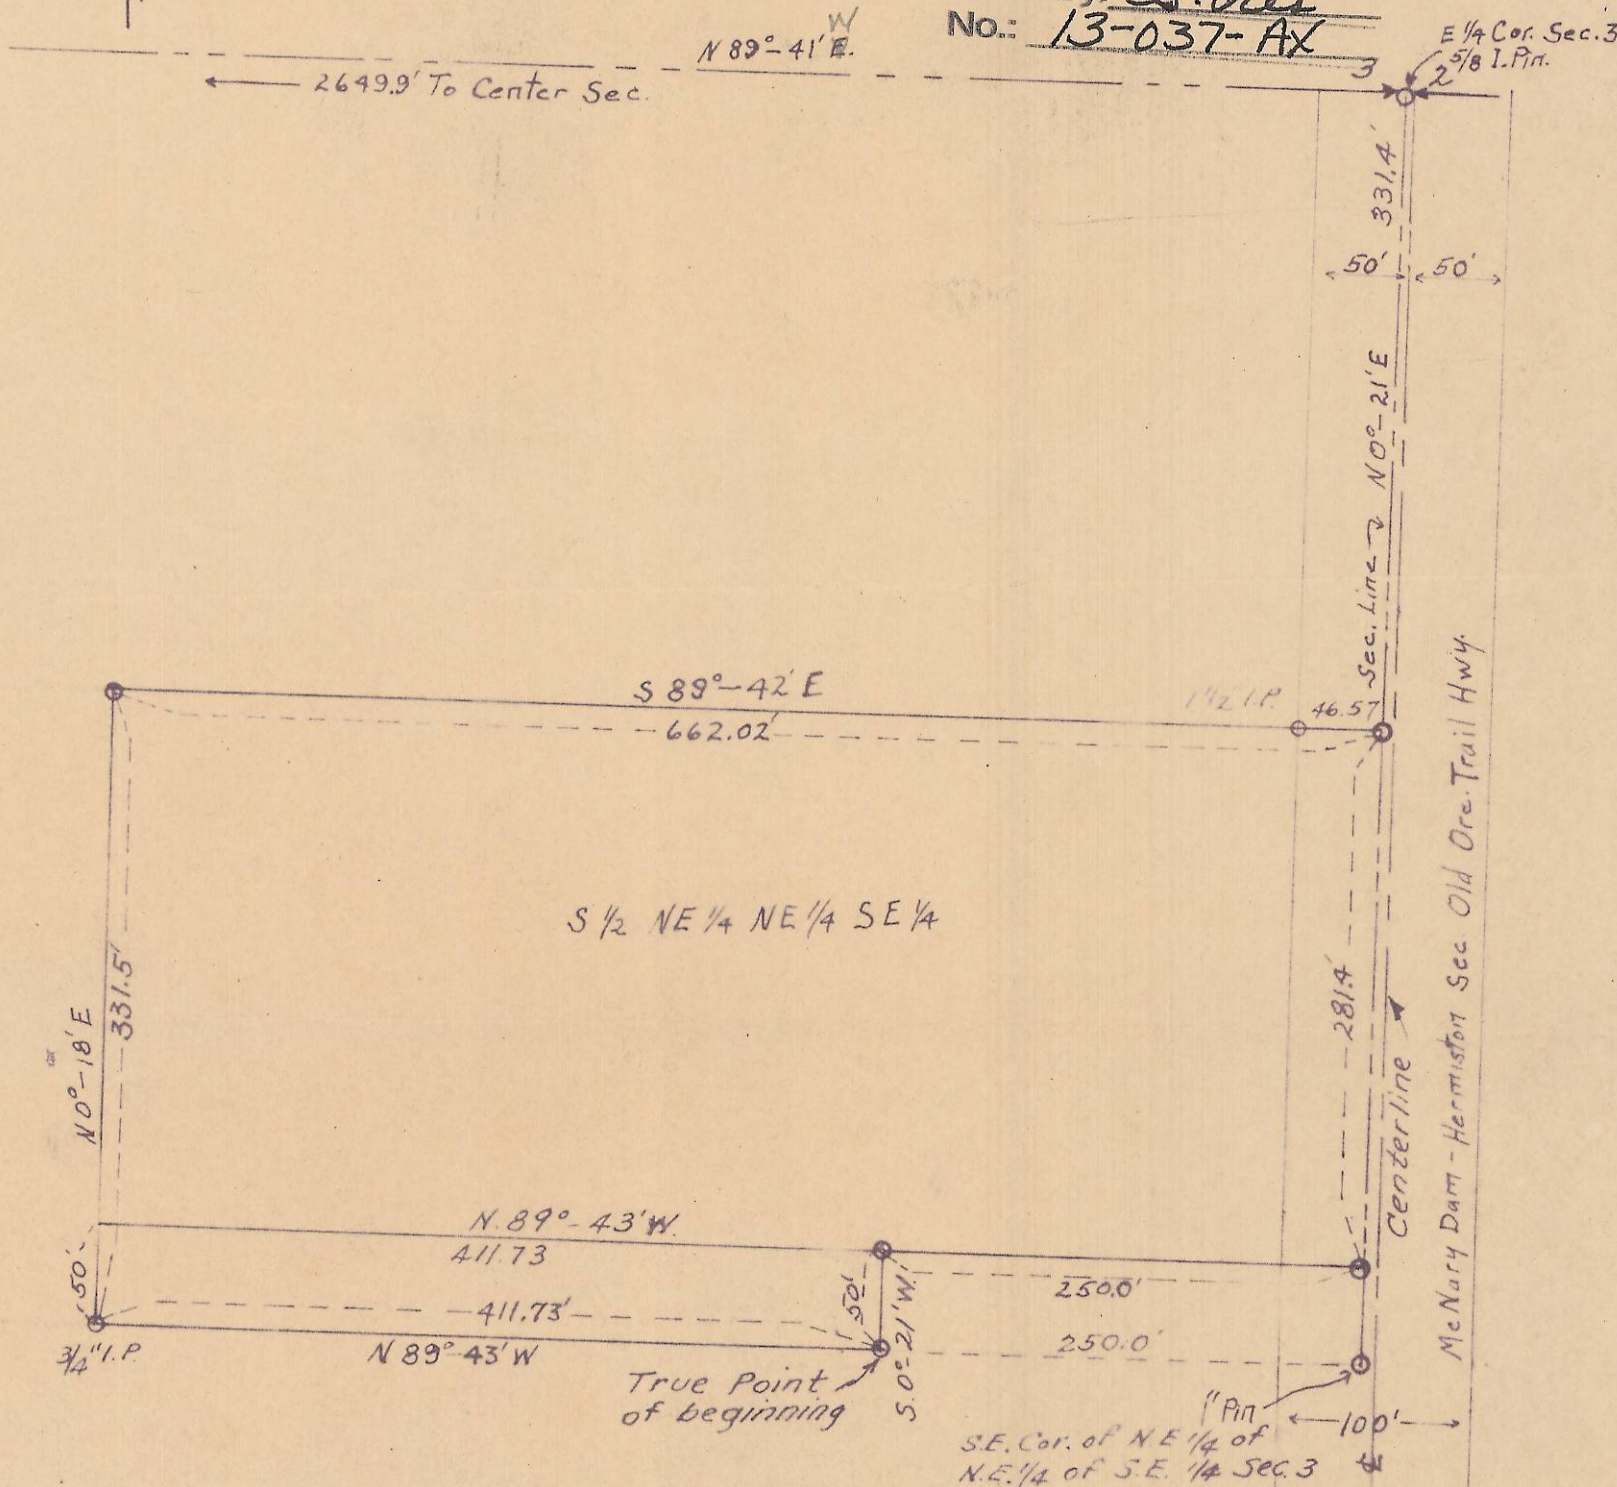 No.: 13-037-AX
W
N 89°-41' E.
2649.9' To Center Sec.
E 1/4 Cor. Sec. 3
5/8 I. Pin.
3
2
331.4'
50'
50'
Sec. Line N 0°-21' E
S 89°-42' E
662.02'
1 1/2 I.P.
46.57
S 1/2 NE 1/4 NE 1/4 SE 1/4
N 0°-18' E
331.5'
281.4'
Centerline
McNary Dam - Hermiston Sec Old Ore. Trail Hwy.
N. 89°-43' W.
411.73
50'
50'
S. 0°-21' W.
250.0'
411.73'
N 89°-43' W
250.0'
3/4" I.P.
True Point
of beginning
1" Pin
100'
S.E. Cor. of N.E. 1/4 of
N.E. 1/4 of S.E. 1/4 Sec. 3